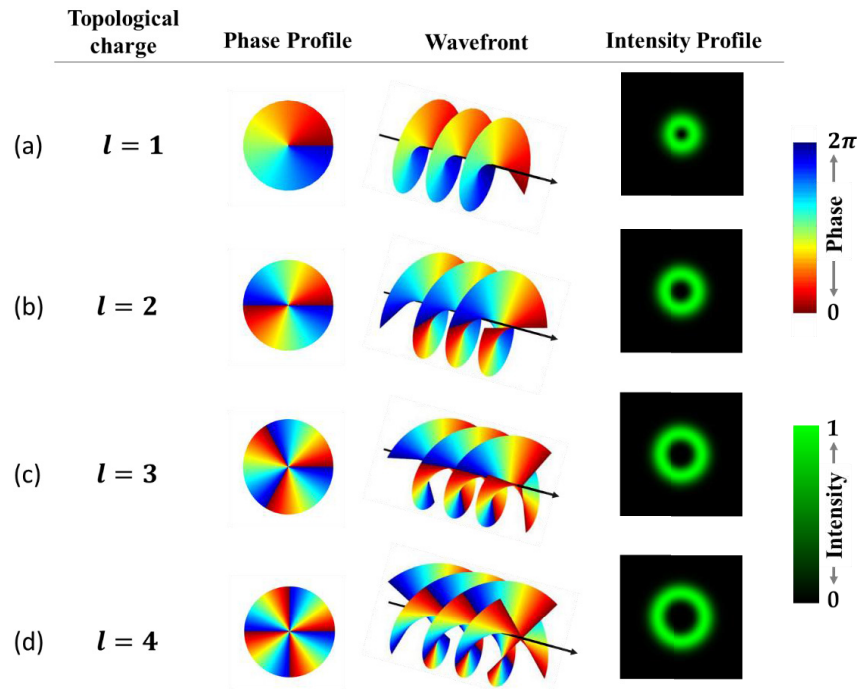 Topological
charge
Phase Profile
Wavefront
Intensity Profile
(a)
l = 1
2π
Phase
0
(b)
l = 2
(c)
l = 3
1
Intensity
0
(d)
l = 4